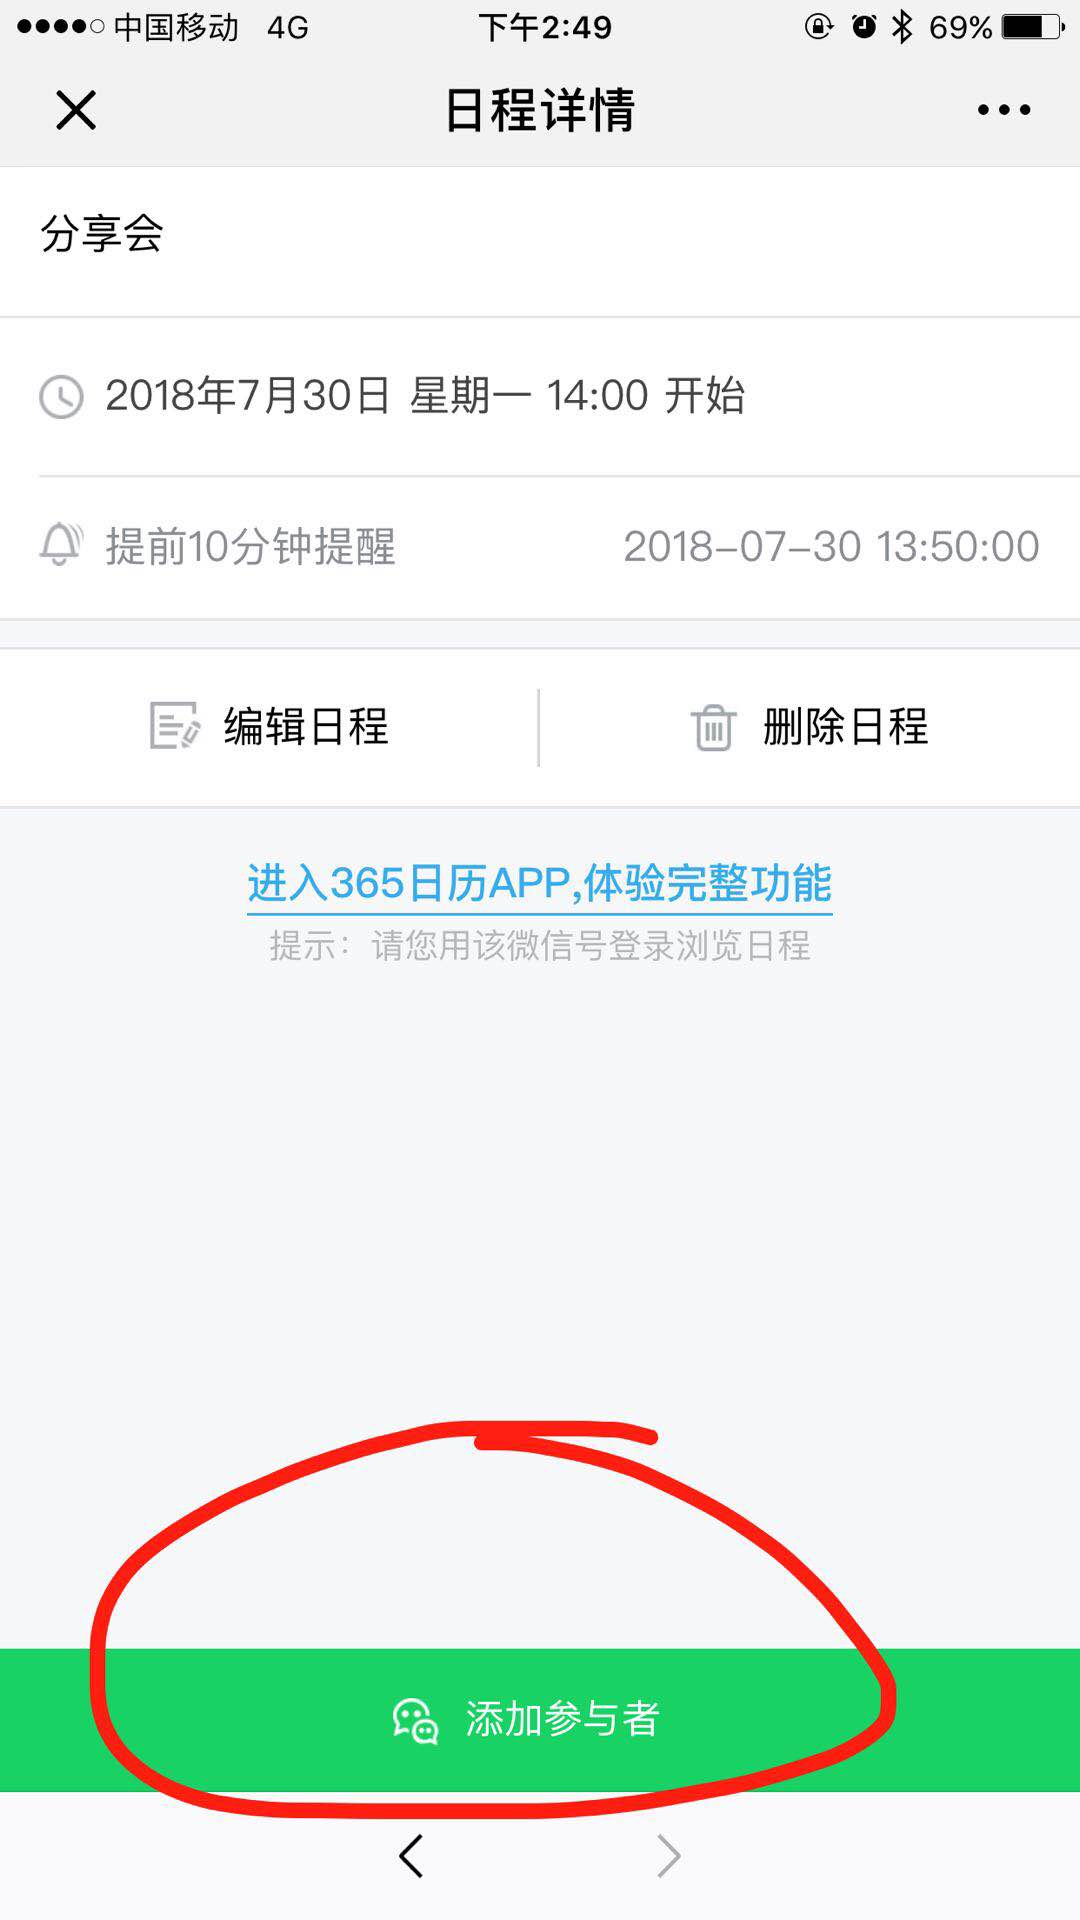 中国移动 4G 下午2:49 69%
日程详情
分享会
2018年7月30日 星期一 14:00 开始
提前10分钟提醒 2018-07-30 13:50:00
编辑日程 删除日程
进入365日历APP,体验完整功能
提示：请您用该微信号登录浏览日程
添加参与者